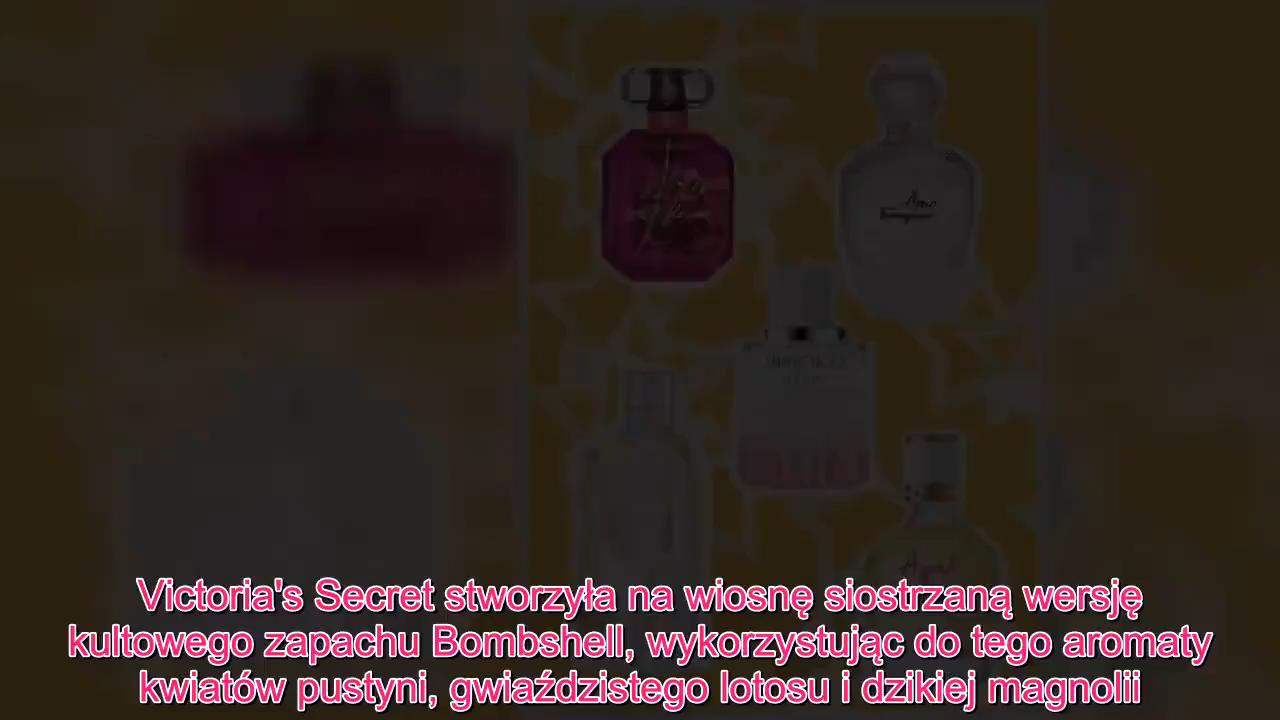 Amo
Victoria's Secret stworzyła na wiosnę siostrzaną wersję
kultowego zapachu Bombshell, wykorzystując do tego aromaty
kwiatów pustyni, gwiaździstego lotosu i dzikiej magnolii